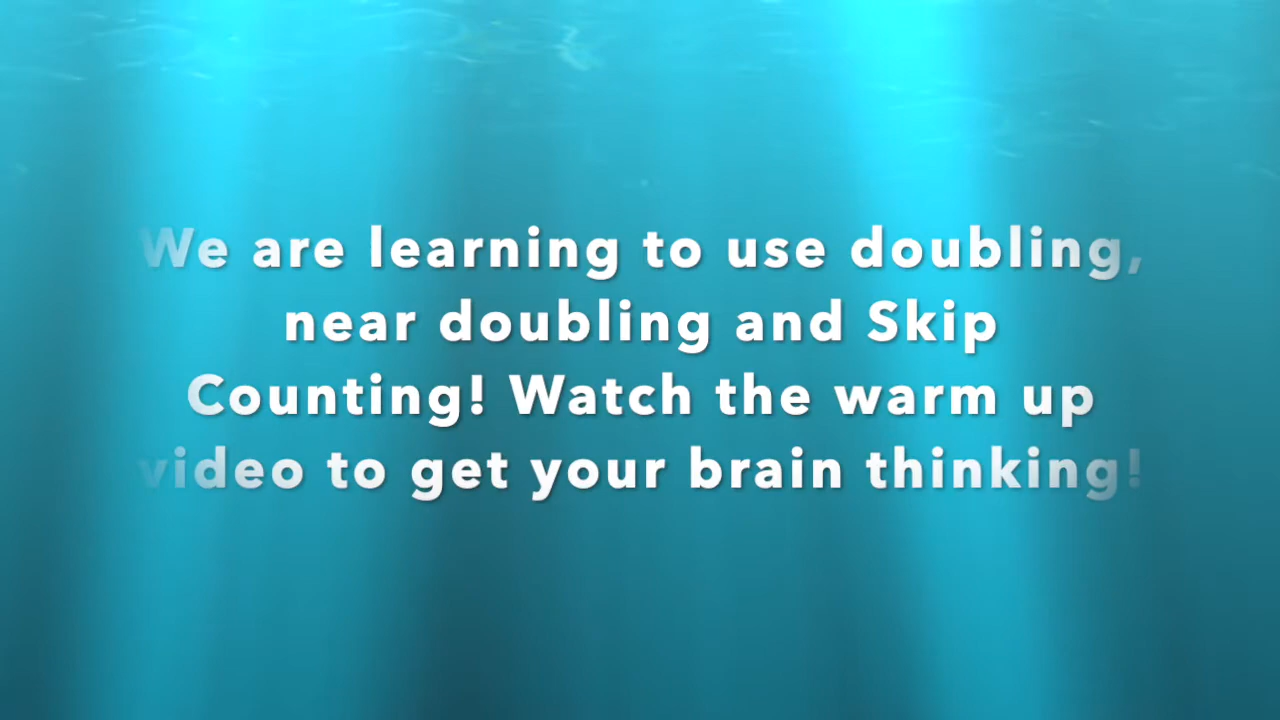 We are learning to use doubling,
near doubling and Skip
Counting! Watch the warm up
video to get your brain thinking!